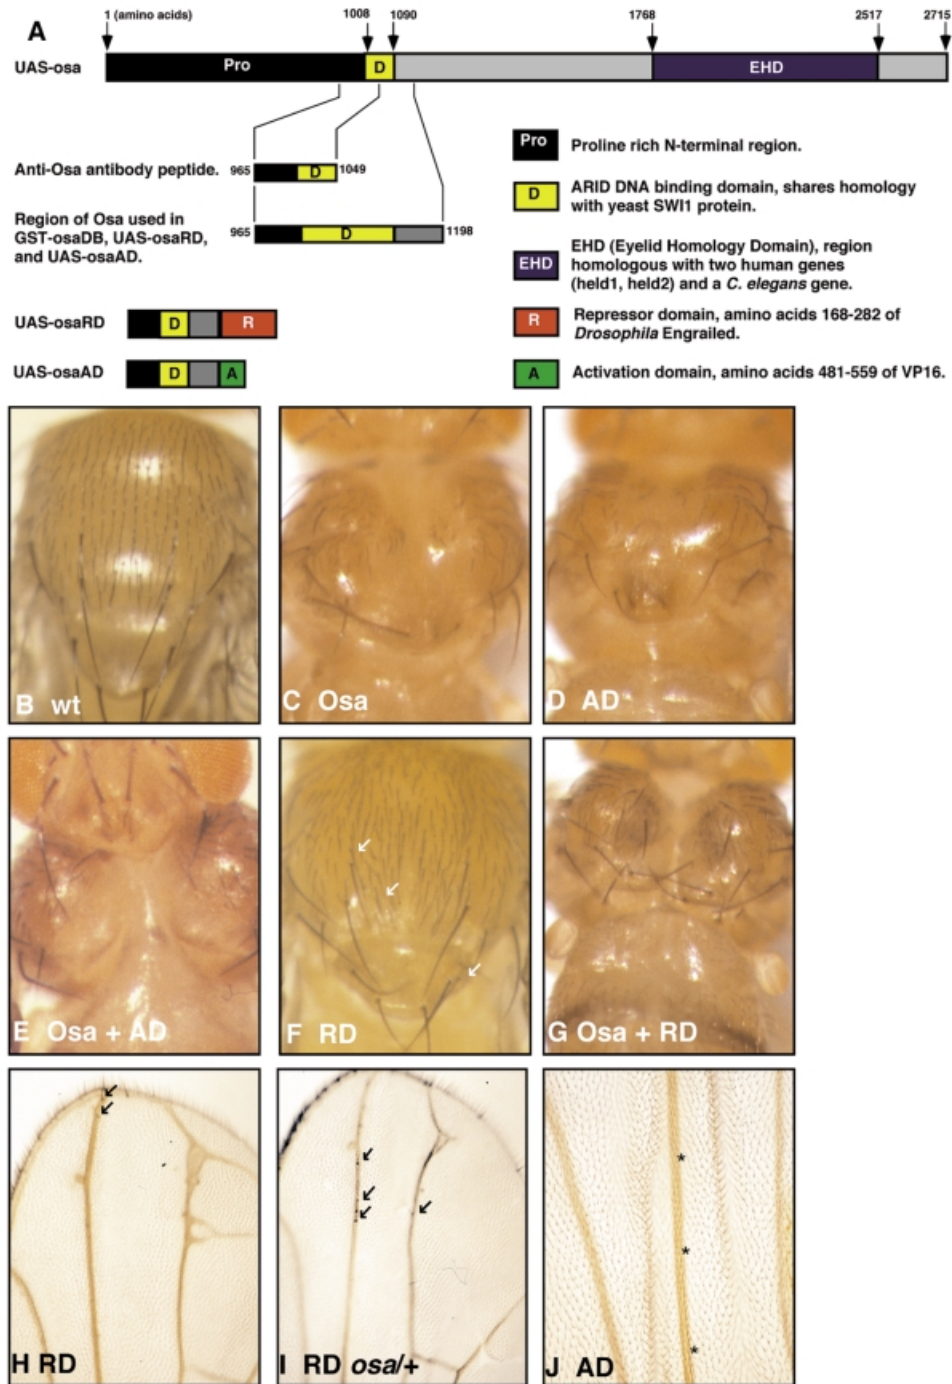 A
1 (amino acids)
1008
1090
1768
2517
2715
UAS-osa
Pro
D
EHD
Anti-Osa antibody peptide.
965
D
1049
Region of Osa used in
GST-osaDB, UAS-osaRD,
and UAS-osaAD.
965
D
1198
UAS-osaRD
D
R
UAS-osaAD
D
A
Pro
Proline rich N-terminal region.
D
ARID DNA binding domain, shares homology
with yeast SWI1 protein.
EHD
EHD (Eyelid Homology Domain), region
homologous with two human genes
(held1, held2) and a C. elegans gene.
R
Repressor domain, amino acids 168-282 of
Drosophila Engrailed.
A
Activation domain, amino acids 481-559 of VP16.
B wt
C Osa
D AD
E Osa + AD
F RD
G Osa + RD
H RD
I RD osa/+
J AD